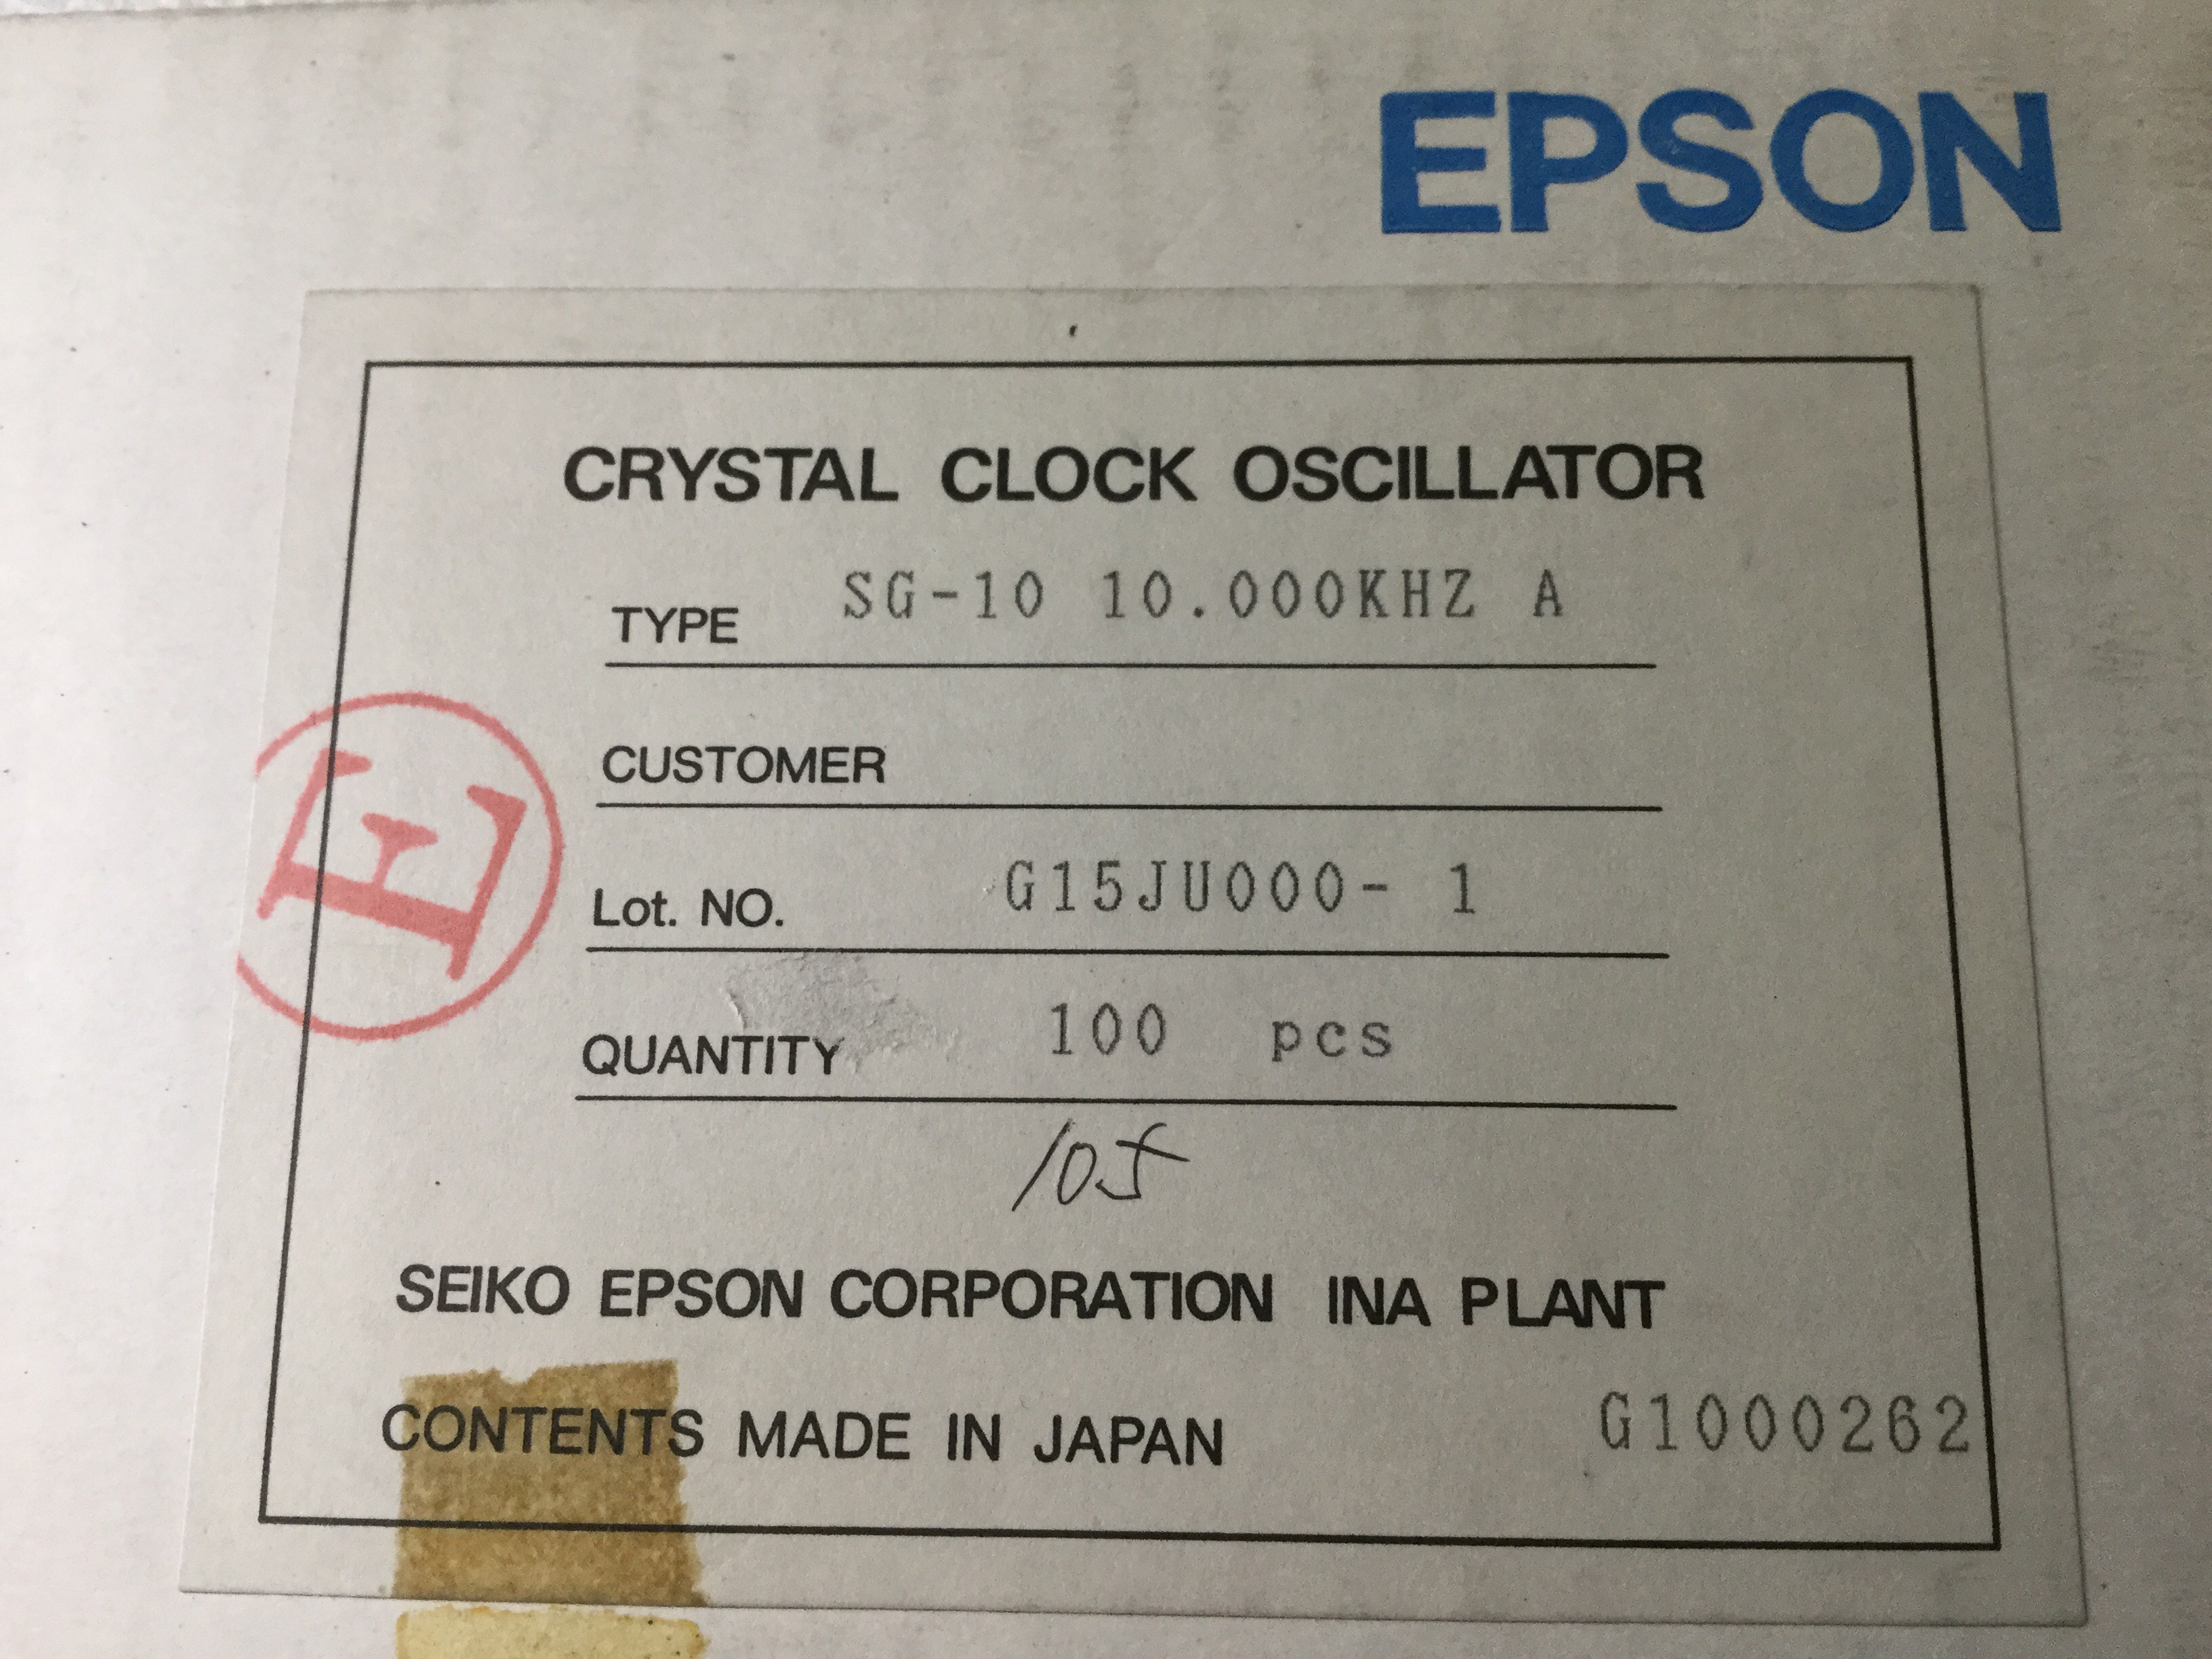 EPSON
CRYSTAL CLOCK OSCILLATOR
TYPE SG-10 10.000KHZ A
CUSTOMER
Lot. NO. G15JU000- 1
E
QUANTITY 100 pcs
105
SEIKO EPSON CORPORATION INA PLANT
CONTENTS MADE IN JAPAN G1000262